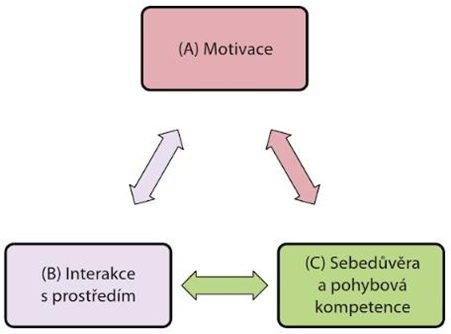 (A) Motivace
(B) Interakce
s prostředím
(C) Sebedůvěra
a pohybová
kompetence